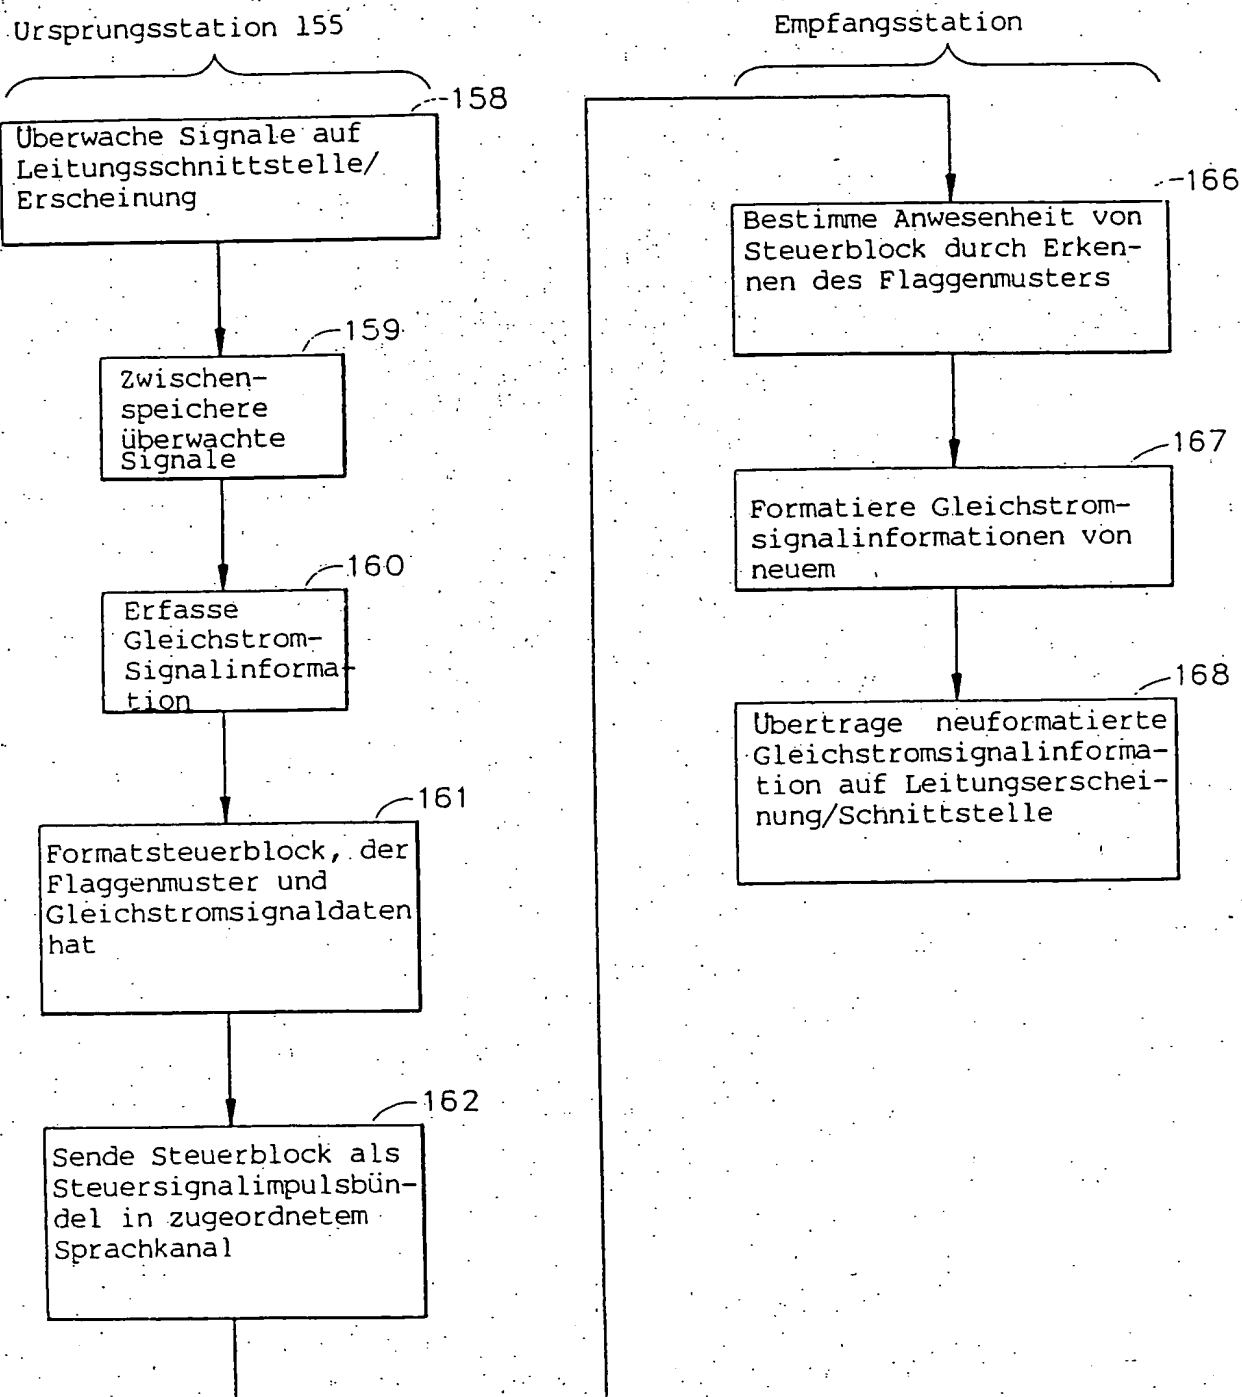 Ursprungsstation 155
158
Überwache Signale auf
Leitungsschnittstelle/
Erscheinung
159
Zwischen-
speichere
überwachte
Signale
160
Erfasse
Gleichstrom-
Signalinforma-
tion
161
Formatsteuerblock, der
Flaggenmuster und
Gleichstromsignaldaten
hat
162
Sende Steuerblock als
Steuersignalimpulsbün-
del in zugeordnetem
Sprachkanal
Empfangsstation
166
Bestimme Anwesenheit von
Steuerblock durch Erken-
nen des Flaggenmusters
167
Formatiere Gleichstrom-
signalinformationen von
neuem
168
Übertrage neuformatierte
Gleichstromsignalinforma-
tion auf Leitungserschei-
nung/Schnittstelle